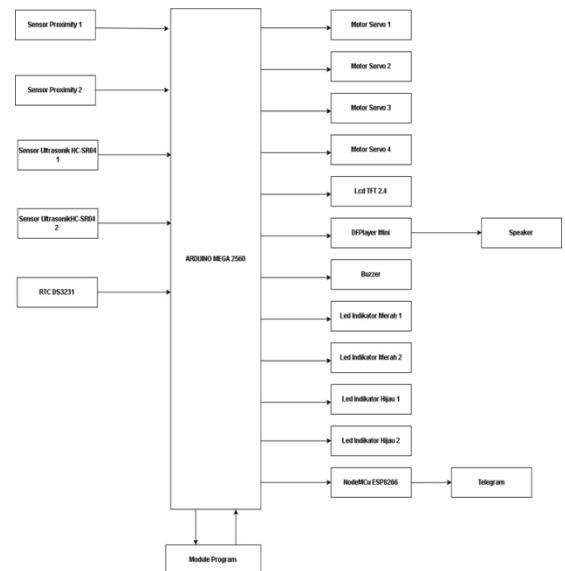 Sensor Proximity 1
Sensor Proximity 2
Sensor Ultrasonik HC-SR04
1
Sensor UltrasonikHC-SR04
2
RTC DS3231
ARDUINO MEGA 2560
Motor Servo 1
Motor Servo 2
Motor Servo 3
Motor Servo 4
Lcd TFT 2.4
DFPlayer Mini
Speaker
Buzzer
Led Indikator Merah 1
Led Indikator Merah 2
Led Indikator Hijau 1
Led Indikator Hijau 2
NodeMCu ESP8266
Telegram
Module Program